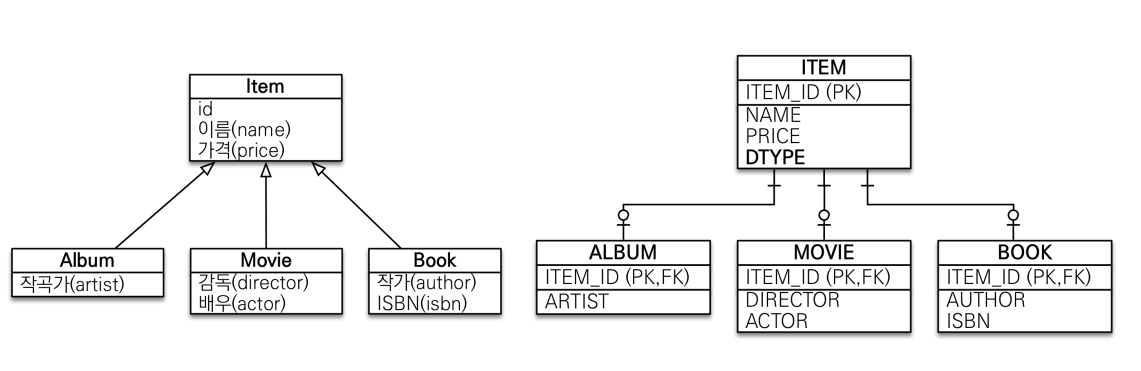 Item
id
이름(name)
가격(price)
Album
작곡가(artist)
Movie
감독(director)
배우(actor)
Book
작가(author)
ISBN(isbn)
ITEM
ITEM_ID (PK)
NAME
PRICE
DTYPE
ALBUM
ITEM_ID (PK,FK)
ARTIST
MOVIE
ITEM_ID (PK,FK)
DIRECTOR
ACTOR
BOOK
ITEM_ID (PK,FK)
AUTHOR
ISBN